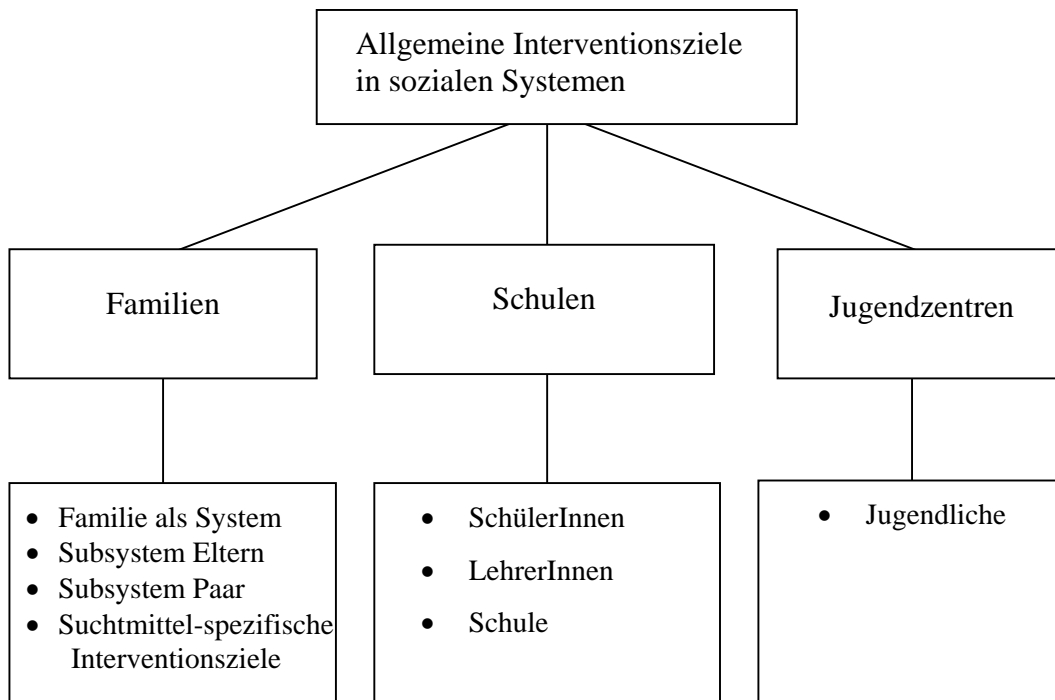 Allgemeine Interventionsziele
in sozialen Systemen
Familien
Schulen
Jugendzentren
• Familie als System
• Subsystem Eltern
• Subsystem Paar
• Suchtmittel-spezifische
Interventionsziele
• SchülerInnen
• LehrerInnen
• Schule
• Jugendliche